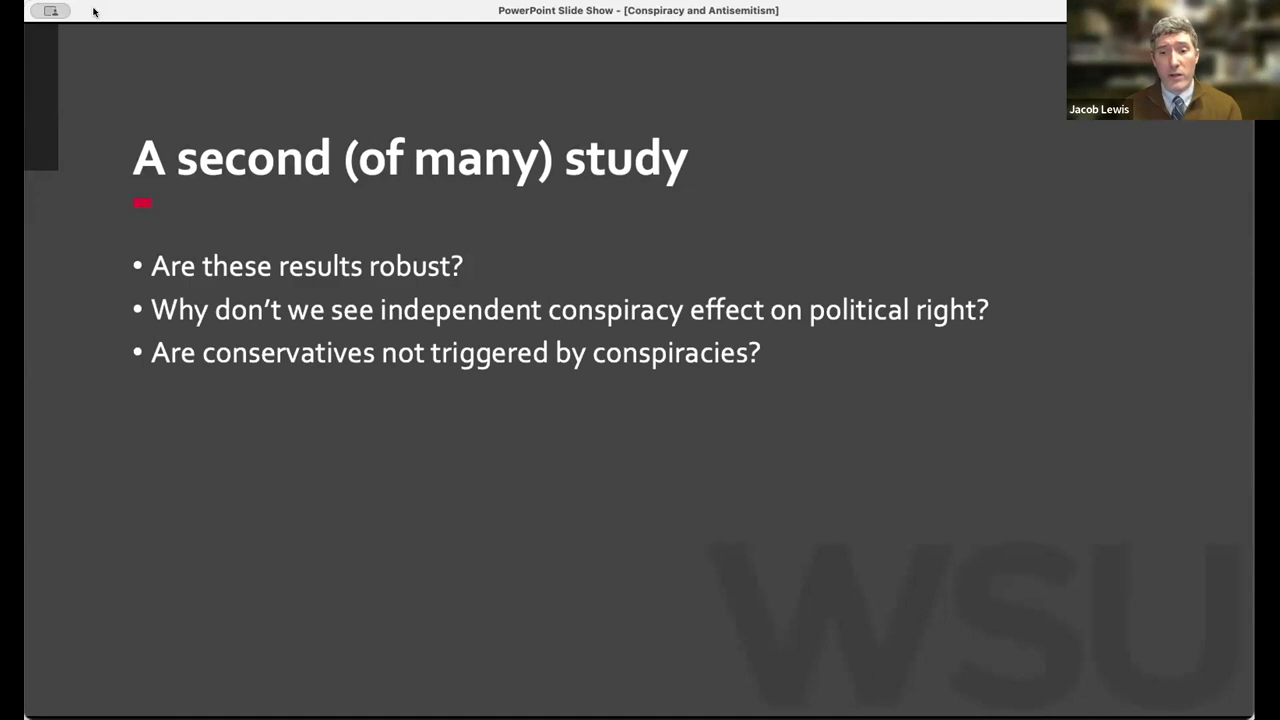 PowerPoint Slide Show - [Conspiracy and Antisemitism]
Jacob Lewis
A second (of many) study
• Are these results robust?
• Why don’t we see independent conspiracy effect on political right?
• Are conservatives not triggered by conspiracies?
WSU